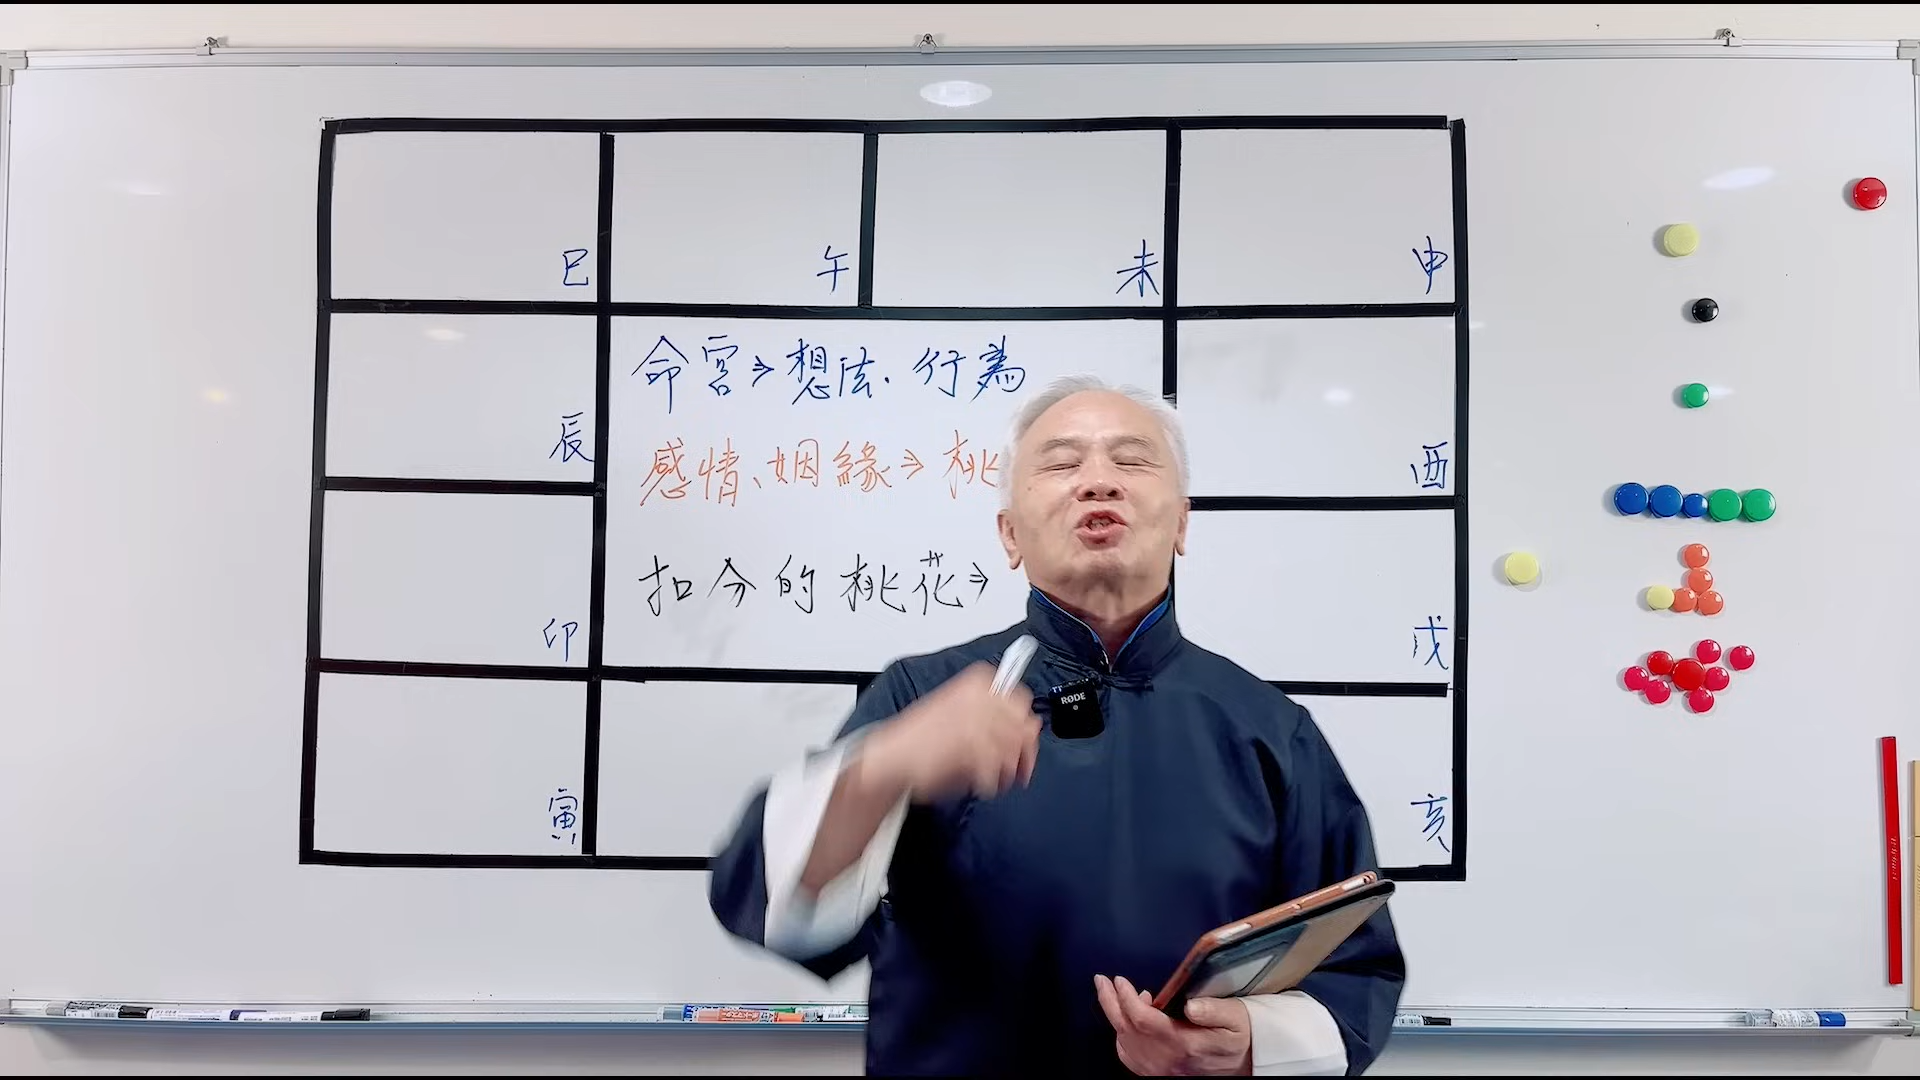 巳
午
未
申
辰
酉
命宮⇒想法、行為
感情、姻緣⇒桃
扣分的桃花⇒
卯
戌
寅
亥
RODE